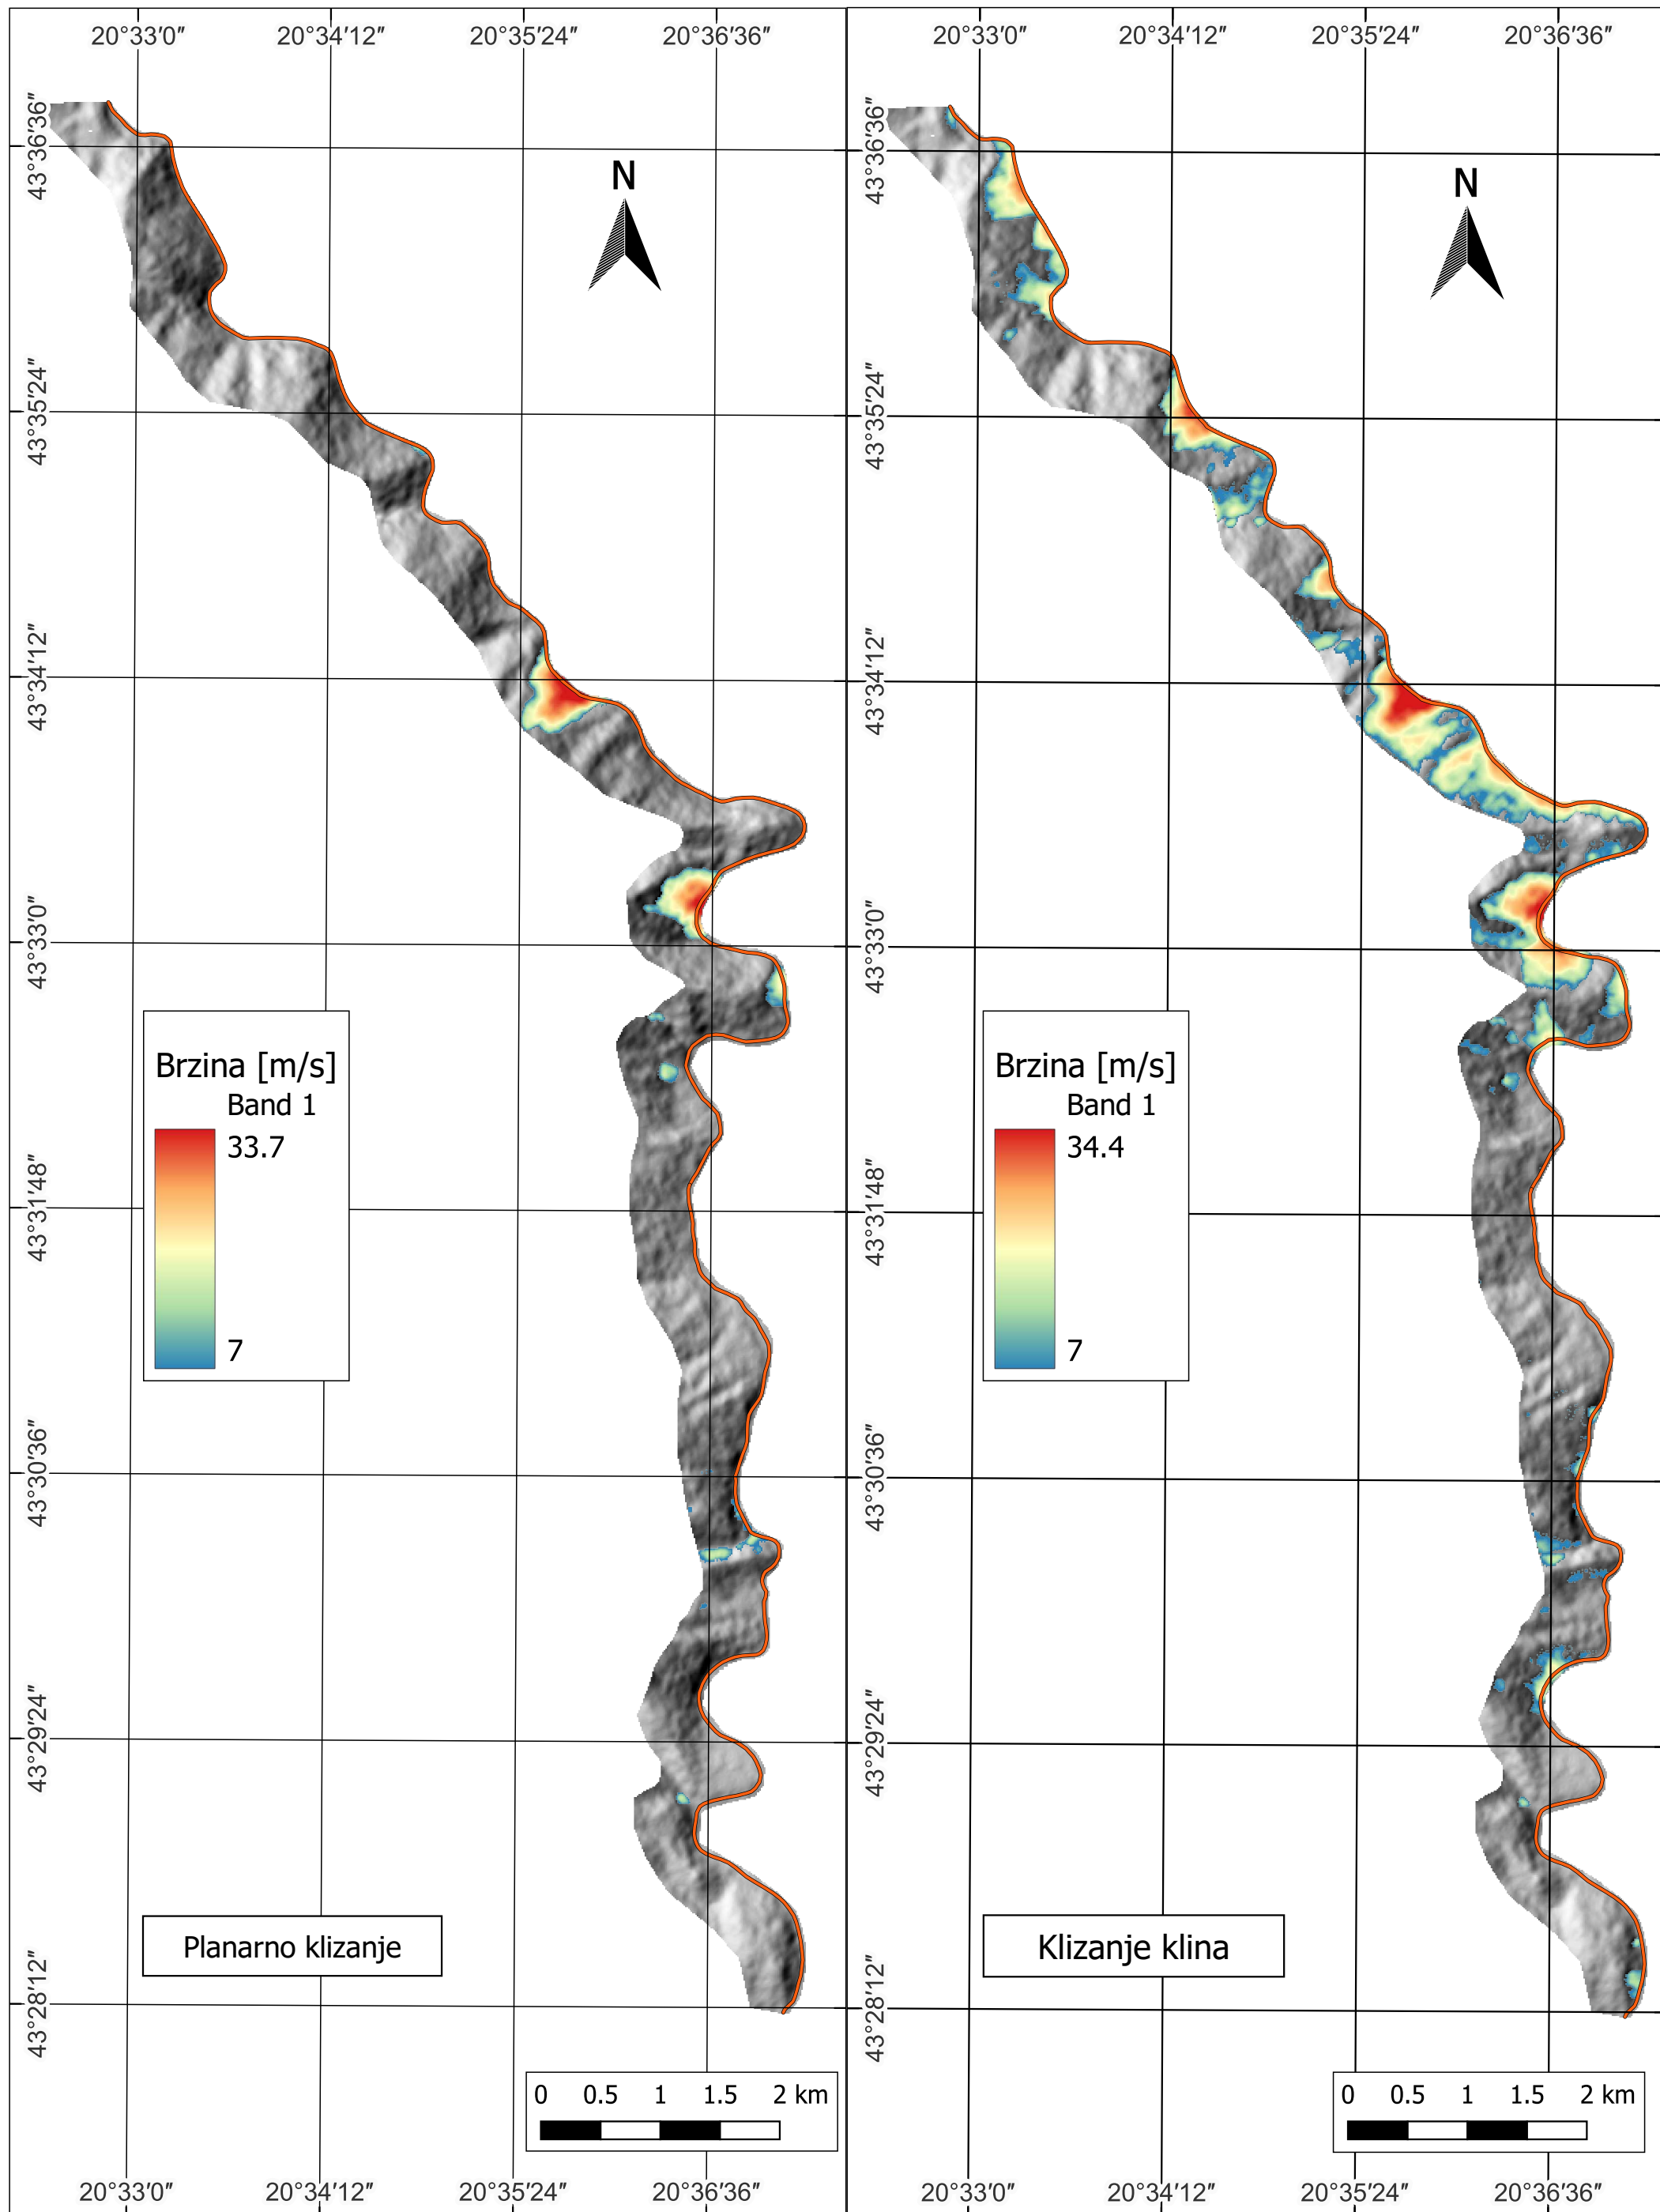 20°33′0″ 20°34′12″ 20°35′24″ 20°36′36″
43°36′36″
43°35′24″
43°34′12″
43°33′0″
43°31′48″
43°30′36″
43°29′24″
43°28′12″
N
Brzina [m/s]
Band 1
33.7
7
Planarno klizanje
0 0.5 1 1.5 2 km
20°33′0″ 20°34′12″ 20°35′24″ 20°36′36″
20°33′0″ 20°34′12″ 20°35′24″ 20°36′36″
43°36′36″
43°35′24″
43°34′12″
43°33′0″
43°31′48″
43°30′36″
43°29′24″
43°28′12″
N
Brzina [m/s]
Band 1
34.4
7
Klizanje klina
0 0.5 1 1.5 2 km
20°33′0″ 20°34′12″ 20°35′24″ 20°36′36″